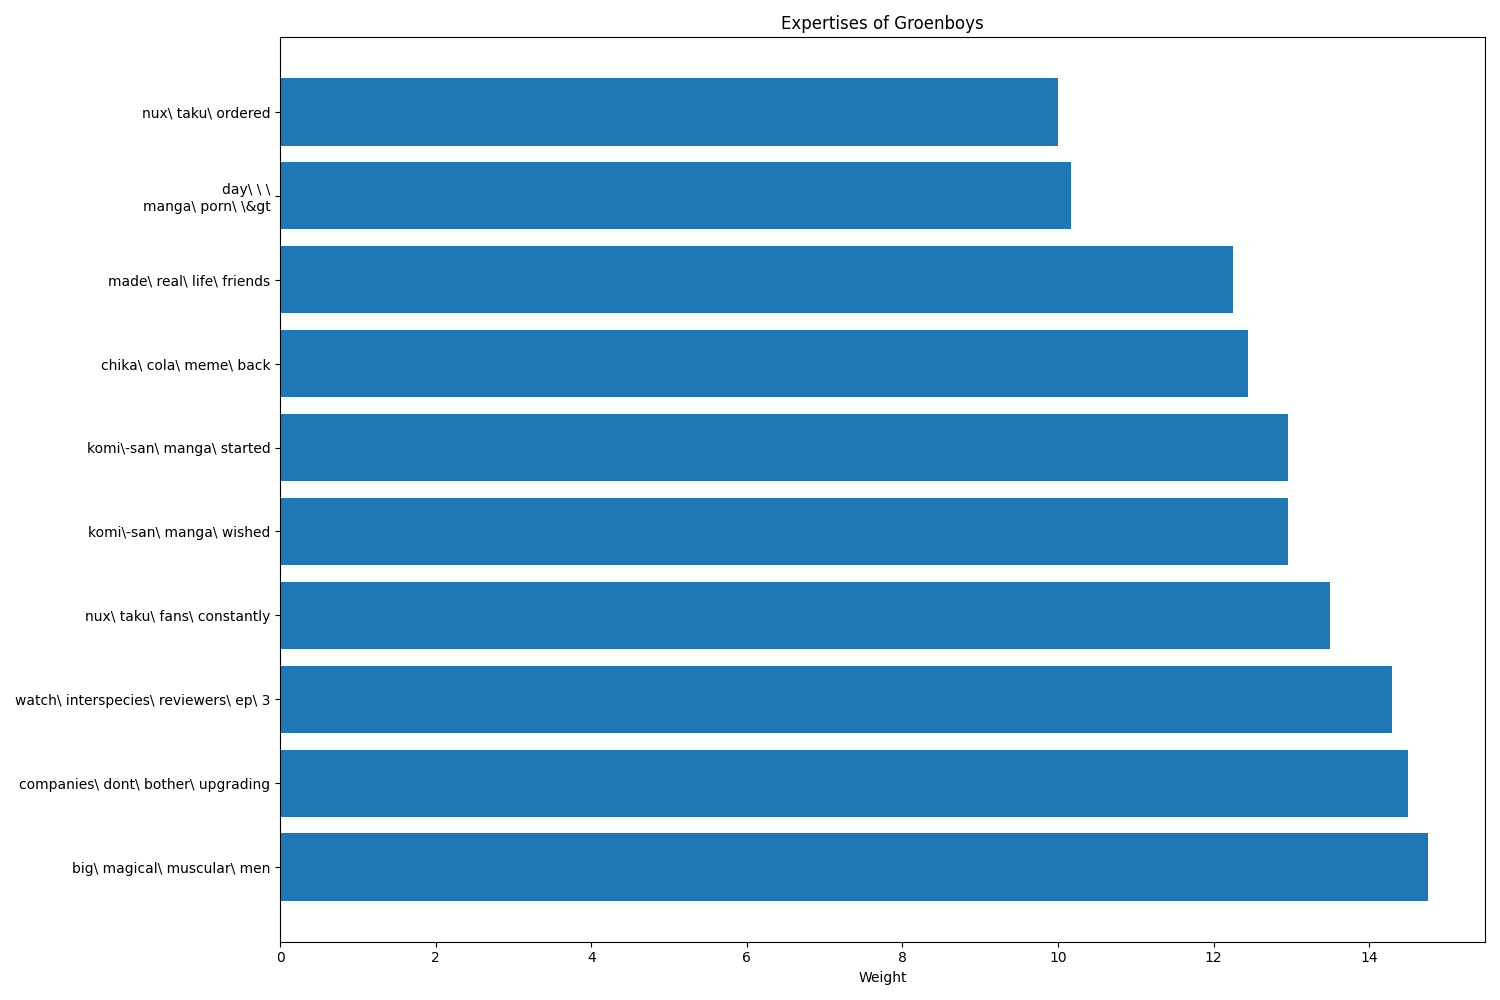 Expertises of Groenboys
nux\ taku\ ordered
day\ \ \
manga\ porn\ \&gt
made\ real\ life\ friends
chika\ cola\ meme\ back
komi\-san\ manga\ started
komi\-san\ manga\ wished
nux\ taku\ fans\ constantly
watch\ interspecies\ reviewers\ ep\ 3
companies\ dont\ bother\ upgrading
big\ magical\ muscular\ men
0 2 4 6 8 10 12 14
Weight